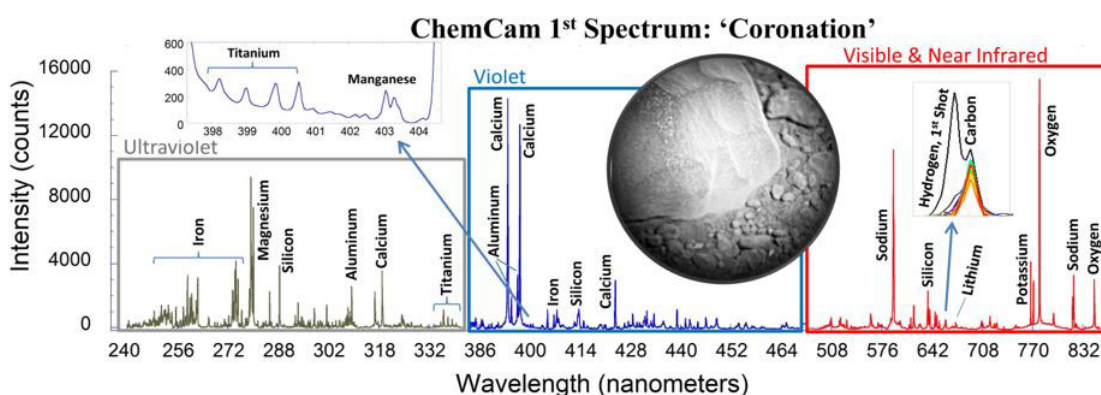 ChemCam 1st Spectrum: ‘Coronation’
Intensity (counts)
16000
12000
8000
4000
0
600
400
200
0
Titanium
Manganese
398 399 400 401 402 403 404
Ultraviolet
Iron
Magnesium
Silicon
Aluminum
Calcium
Titanium
Violet
Calcium
Calcium
Aluminum
Iron
Silicon
Calcium
Visible & Near Infrared
Hydrogen, 1st Shot
Carbon
Sodium
Silicon
Lithium
Potassium
Oxygen
Sodium
Oxygen
240 256 272 288 302 318 332 386 400 414 428 440 452 464 508 576 642 708 770 832
Wavelength (nanometers)